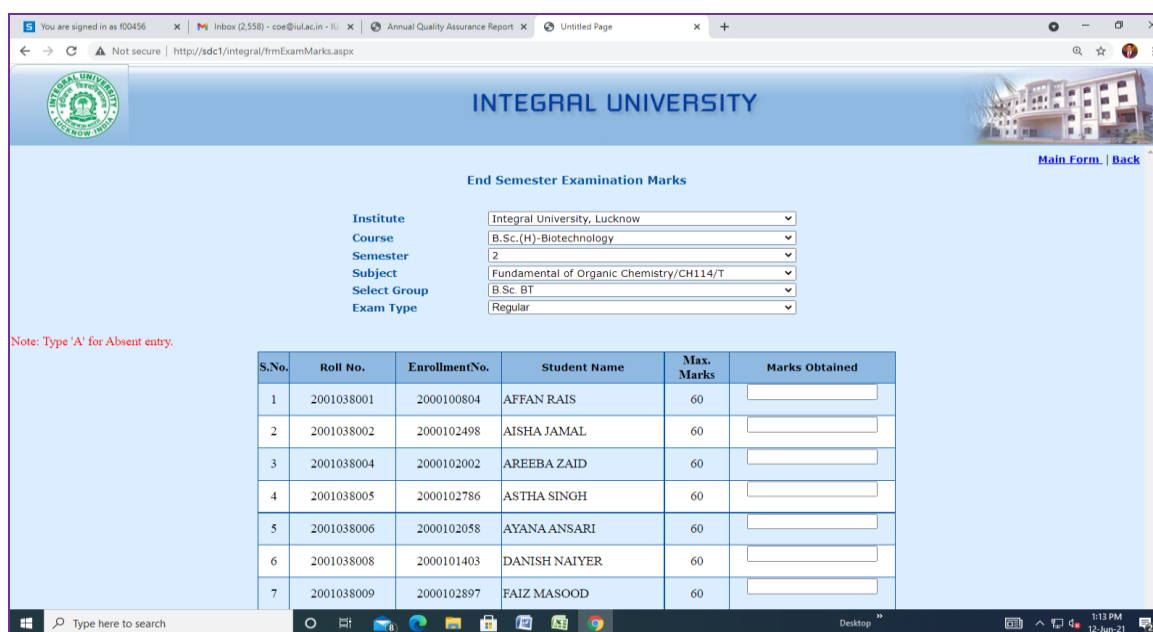 You are signed in as f00456
Inbox (2,558) - coe@iul.ac.in - IU
Annual Quality Assurance Report
Untitled Page
Not secure | http://sdc1/integral/frmExamMarks.aspx
INTEGRAL UNIVERSITY
INTEGRAL UNIVERSITY
LUCKNOW-INDIA
Main Form | Back
End Semester Examination Marks
Institute Integral University, Lucknow
Course B.Sc.(H)-Biotechnology
Semester 2
Subject Fundamental of Organic Chemistry/CH114/T
Select Group B.Sc. BT
Exam Type Regular
Note: Type 'A' for Absent entry.
S.No. Roll No. EnrollmentNo. Student Name Max. Marks Marks Obtained
1 2001038001 2000100804 AFFAN RAIS 60
2 2001038002 2000102498 AISHA JAMAL 60
3 2001038004 2000102002 AREEBA ZAID 60
4 2001038005 2000102786 ASTHA SINGH 60
5 2001038006 2000102058 AYANA ANSARI 60
6 2001038008 2000101403 DANISH NAIYER 60
7 2001038009 2000102897 FAIZ MASOOD 60
Type here to search
8
Desktop
1:13 PM
12-Jun-21